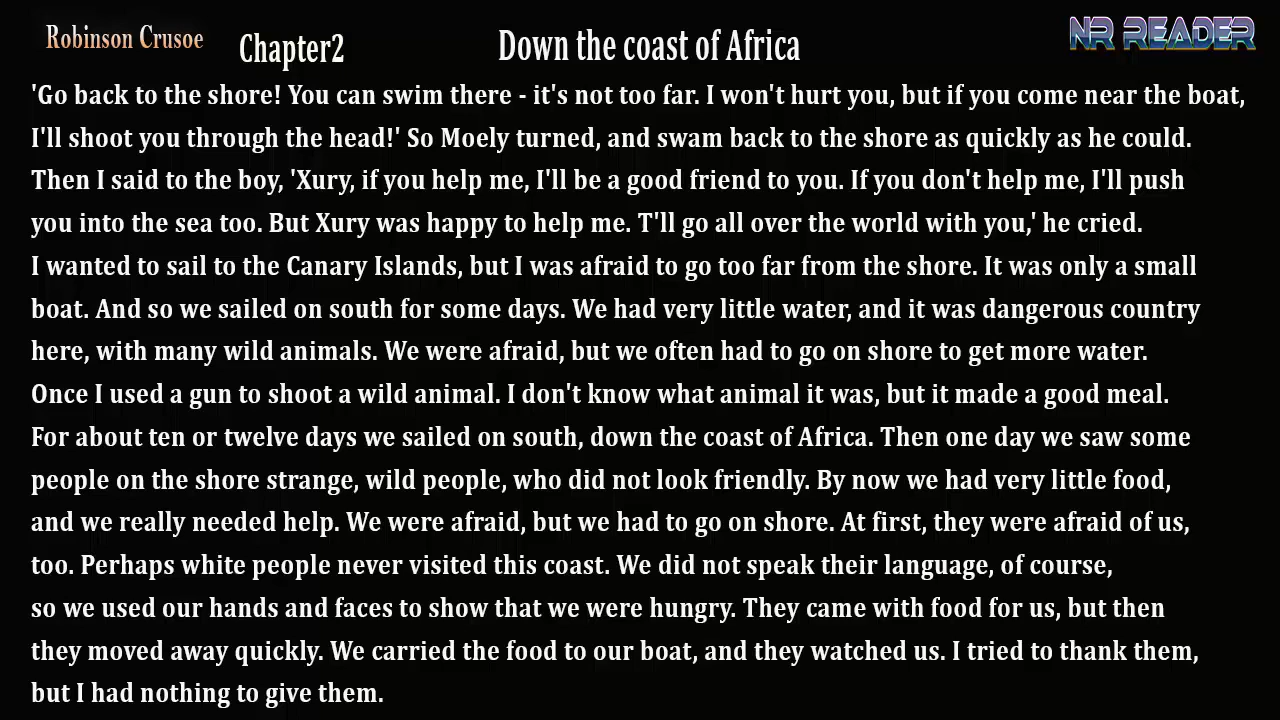 Robinson Crusoe
Chapter2
Down the coast of Africa
NR READER
'Go back to the shore! You can swim there - it's not too far. I won't hurt you, but if you come near the boat,
I'll shoot you through the head!' So Moely turned, and swam back to the shore as quickly as he could.
Then I said to the boy, 'Xury, if you help me, I'll be a good friend to you. If you don't help me, I'll push
you into the sea too. But Xury was happy to help me. T'll go all over the world with you,' he cried.
I wanted to sail to the Canary Islands, but I was afraid to go too far from the shore. It was only a small
boat. And so we sailed on south for some days. We had very little water, and it was dangerous country
here, with many wild animals. We were afraid, but we often had to go on shore to get more water.
Once I used a gun to shoot a wild animal. I don't know what animal it was, but it made a good meal.
For about ten or twelve days we sailed on south, down the coast of Africa. Then one day we saw some
people on the shore strange, wild people, who did not look friendly. By now we had very little food,
and we really needed help. We were afraid, but we had to go on shore. At first, they were afraid of us,
too. Perhaps white people never visited this coast. We did not speak their language, of course,
so we used our hands and faces to show that we were hungry. They came with food for us, but then
they moved away quickly. We carried the food to our boat, and they watched us. I tried to thank them,
but I had nothing to give them.